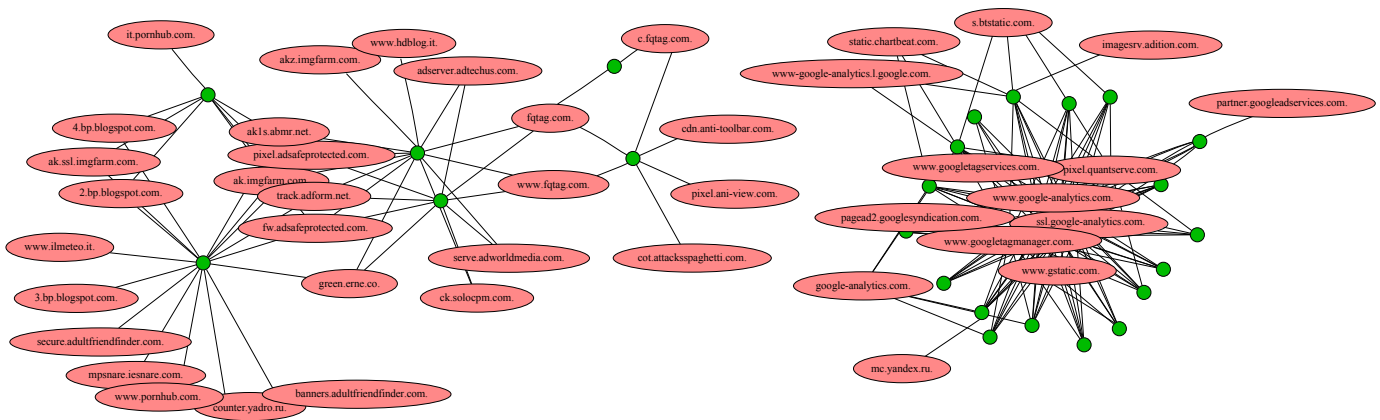 it.pornhub.com.
akz.imgfarm.com.
www.hdblog.it.
adserver.adtechus.com.
c.fqtag.com.
4.bp.blogspot.com.
ak1s.abmr.net.
fqtag.com.
cdn.anti-toolbar.com.
ak.ssl.imgfarm.com.
pixel.adsafeprotected.com.
2.bp.blogspot.com.
ak.imgfarm.com.
track.adform.net.
www.fqtag.com.
pixel.ani-view.com.
fw.adsafeprotected.com.
www.ilmeteo.it.
serve.adworldmedia.com.
cot.attacksspaghetti.com.
3.bp.blogspot.com.
green.erne.co.
ck.solocpm.com.
secure.adultfriendfinder.com.
mpsnare.iesnare.com.
www.pornhub.com.
counter.yadro.ru.
banners.adultfriendfinder.com.
s.btstatic.com.
static.chartbeat.com.
imagesrv.adition.com.
www-google-analytics.l.google.com.
partner.googleadservices.com.
www.googletagservices.com.
pixel.quantserve.com.
www.google-analytics.com.
pagead2.googlesyndication.com.
ssl.google-analytics.com.
www.googletagmanager.com.
www.gstatic.com.
google-analytics.com.
mc.yandex.ru.